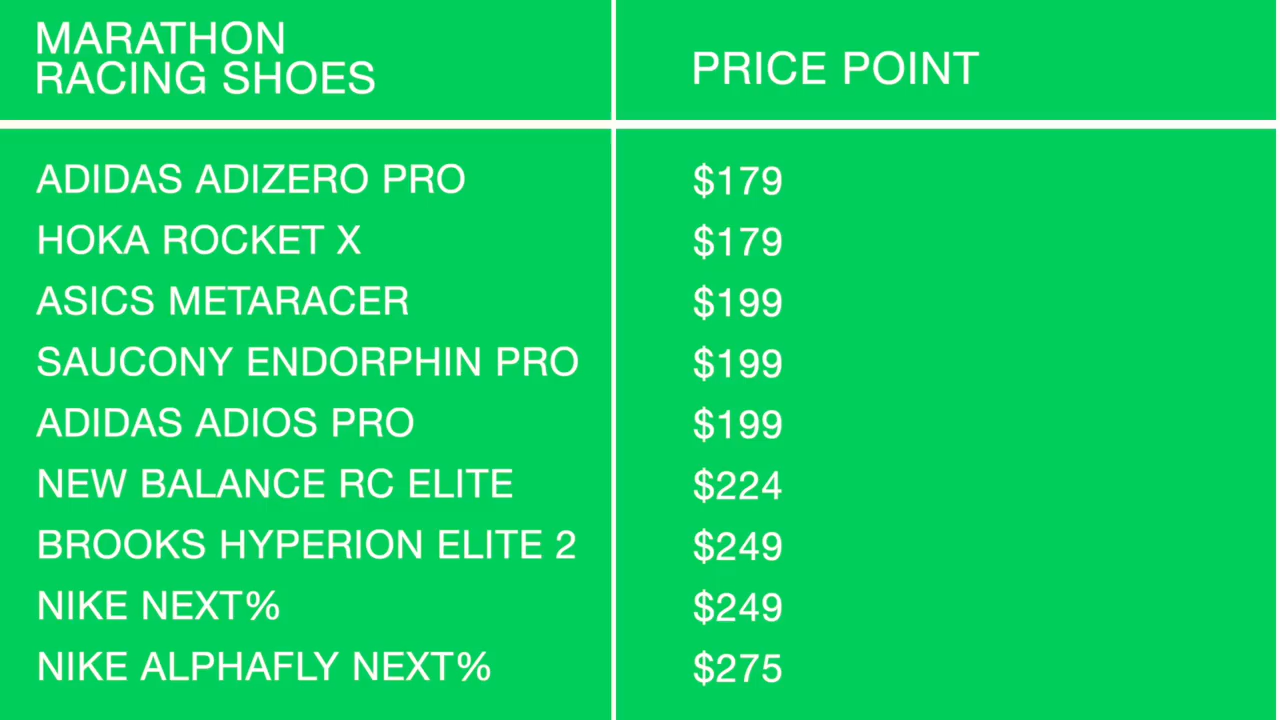 MARATHON
RACING SHOES
PRICE POINT
ADIDAS ADIZERO PRO $179
HOKA ROCKET X $179
ASICS METARACER $199
SAUCONY ENDORPHIN PRO $199
ADIDAS ADIOS PRO $199
NEW BALANCE RC ELITE $224
BROOKS HYPERION ELITE 2 $249
NIKE NEXT% $249
NIKE ALPHAFLY NEXT% $275